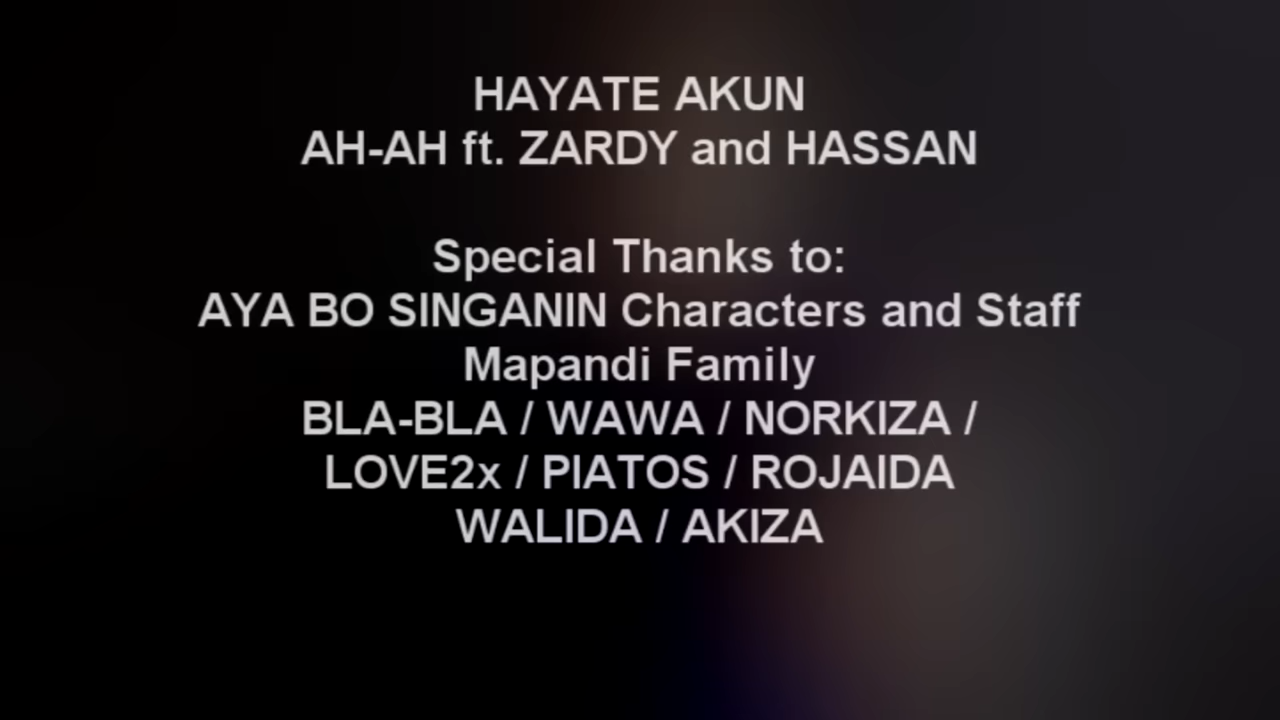 HAYATE AKUN
AH-AH ft. ZARDY and HASSAN
Special Thanks to:
AYA BO SINGANIN Characters and Staff
Mapandi Family
BLA-BLA / WAWA / NORKIZA /
LOVE2x / PIATOS / ROJAIDA
WALIDA / AKIZA